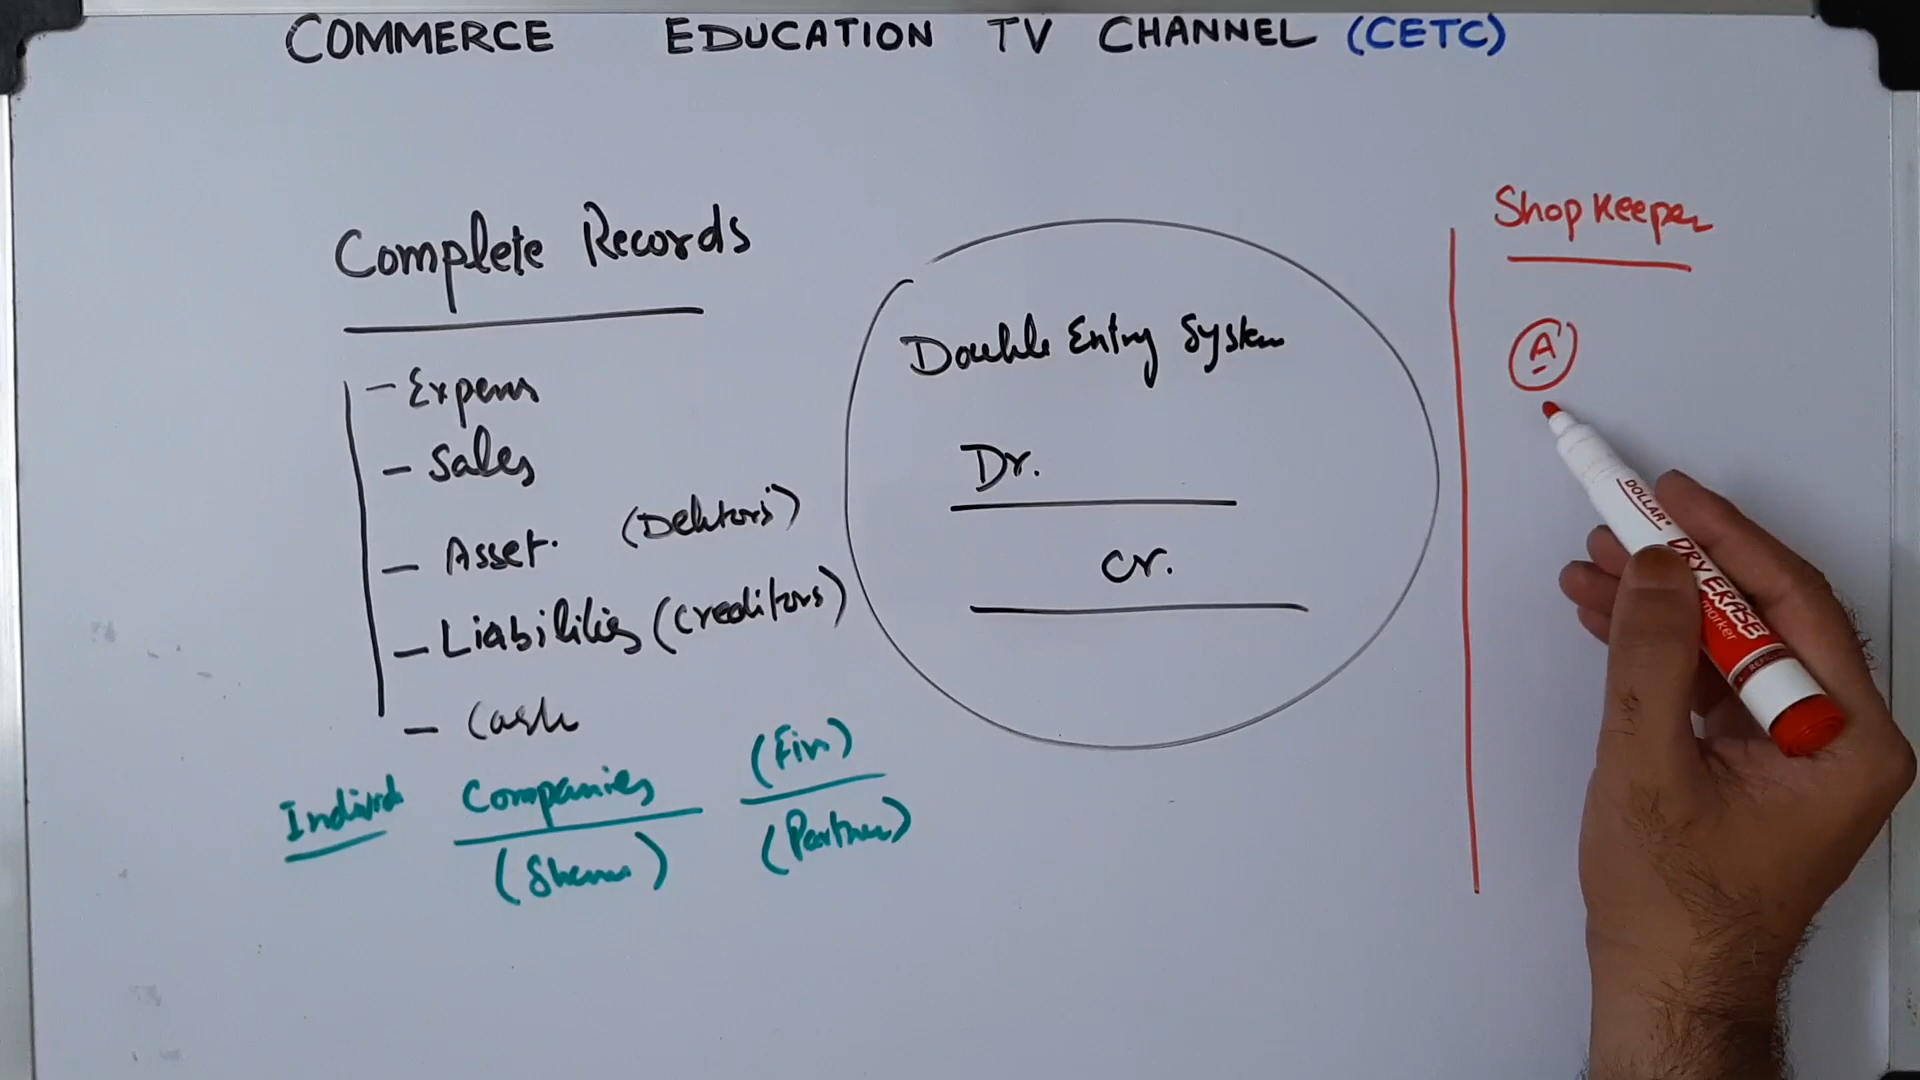 COMMERCE EDUCATION TV CHANNEL (CETC)
Complete Records
- Expens
- Sales
- Asset. (Debtors)
- Liabilities (Creditors)
- Cash
Individ
Companies
(Shares)
(Firm)
(Partner)
Double Entry System
Dr.
Cr.
Shop Keeper
A
DOLLAR
DRY ERASE
marker